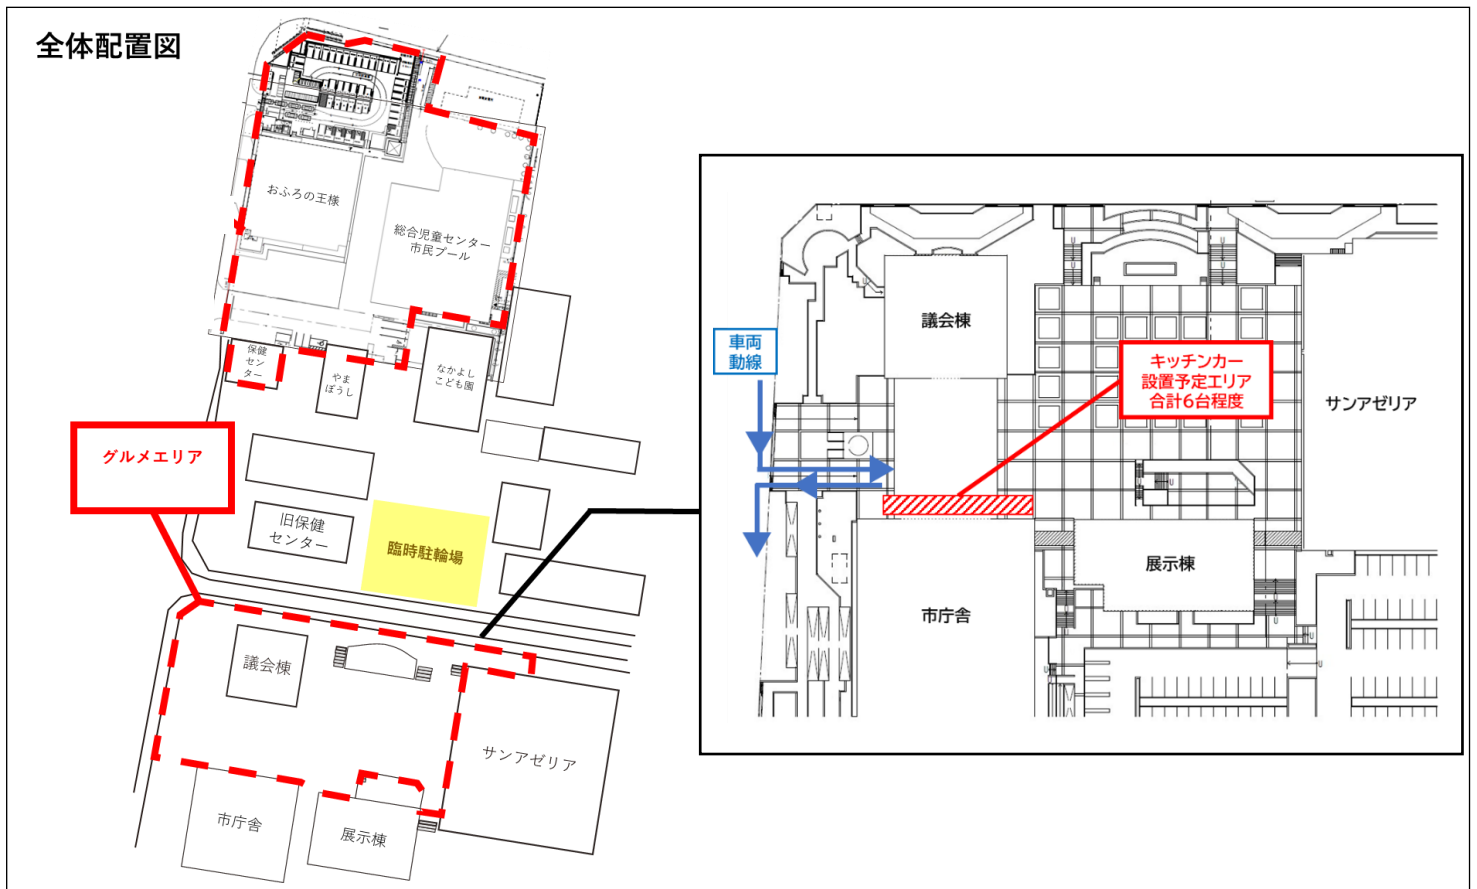 全体配置図
おふろの王様
総合児童センター
市民プール
保健
セン
ター
やま
ぼうし
なかよし
こども園
グルメエリア
旧保健
センター
臨時駐輪場
議会棟
サンアゼリア
市庁舎
展示棟
車両
動線
議会棟
キッチンカー
設置予定エリア
合計6台程度
サンアゼリア
展示棟
市庁舎